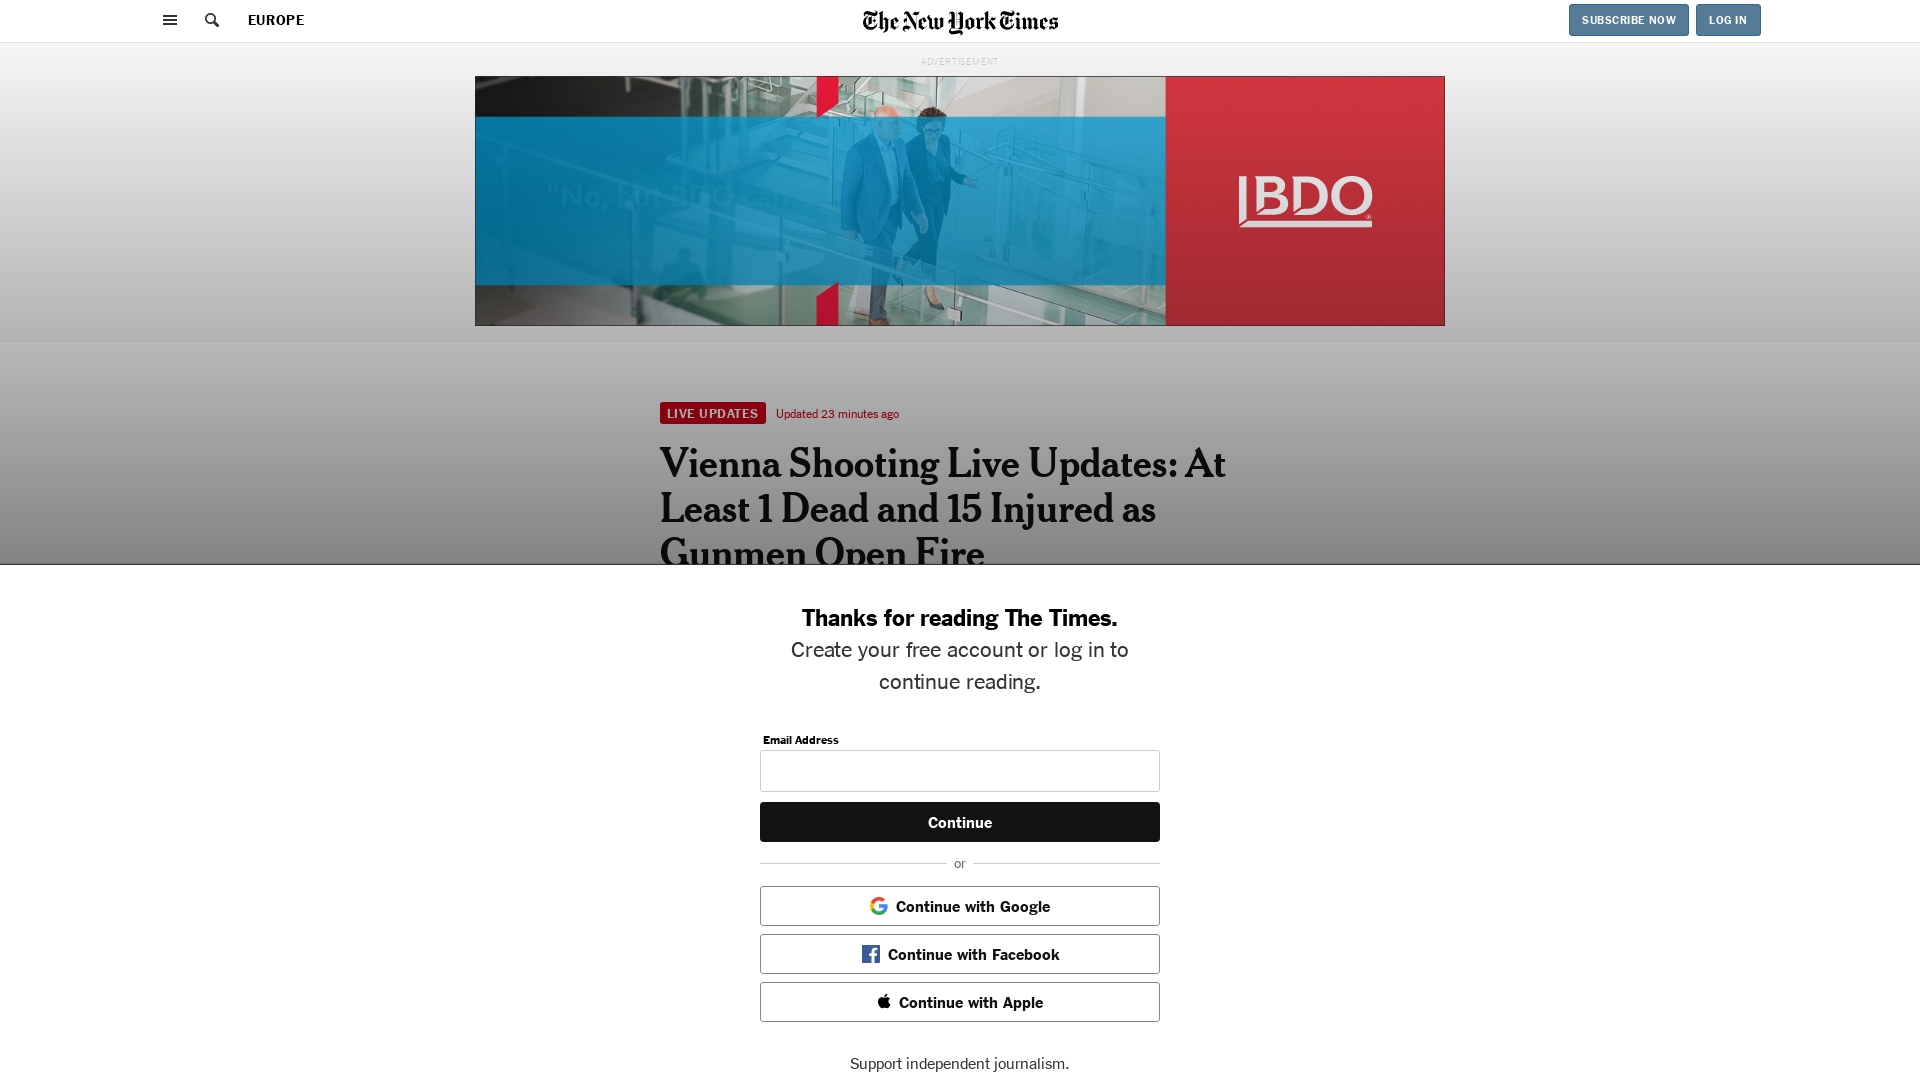 EUROPE
The New York Times
SUBSCRIBE NOW
LOG IN
ADVERTISEMENT
"No, but BDO can."
BDO
LIVE UPDATES
Updated 23 minutes ago
Vienna Shooting Live Updates: At
Least 1 Dead and 15 Injured as
Gunmen Open Fire
Thanks for reading The Times.
Create your free account or log in to
continue reading.
Email Address
Continue
or
Continue with Google
Continue with Facebook
Continue with Apple
Support independent journalism.